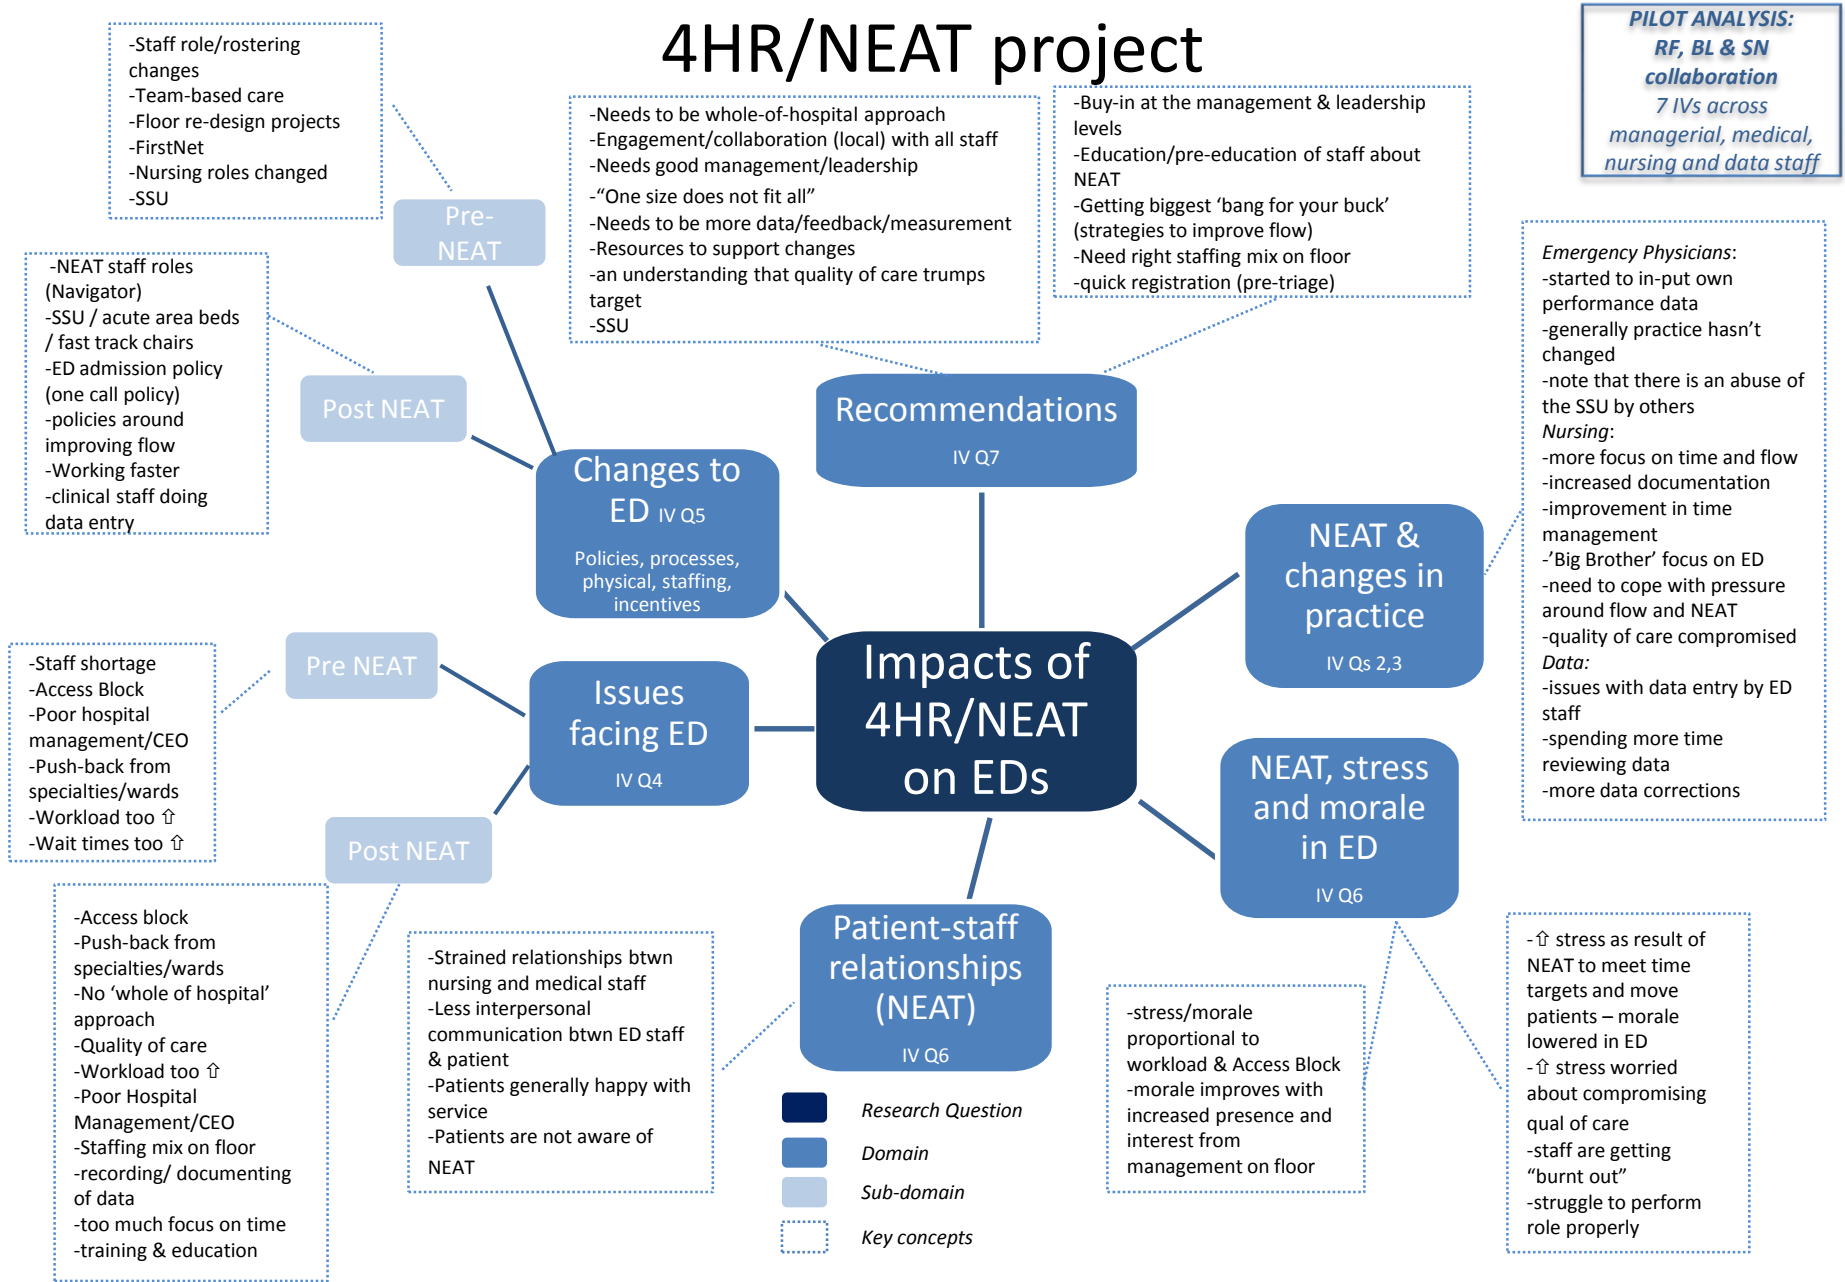 4HR/NEAT project
PILOT ANALYSIS:
RF, BL & SN
collaboration
7 IVs across
managerial, medical,
nursing and data staff
-Staff role/rostering
changes
-Team-based care
-Floor re-design projects
-FirstNet
-Nursing roles changed
-SSU
Pre-
NEAT
-NEAT staff roles
(Navigator)
-SSU / acute area beds
/ fast track chairs
-ED admission policy
(one call policy)
-policies around
improving flow
-Working faster
-clinical staff doing
data entry
Post NEAT
Changes to
ED IV Q5
Policies, processes,
physical, staffing,
incentives
-Needs to be whole-of-hospital approach
-Engagement/collaboration (local) with all staff
-Needs good management/leadership
-“One size does not fit all”
-Needs to be more data/feedback/measurement
-Resources to support changes
-an understanding that quality of care trumps
target
-SSU
-Buy-in at the management & leadership
levels
-Education/pre-education of staff about
NEAT
-Getting biggest ‘bang for your buck’
(strategies to improve flow)
-Need right staffing mix on floor
-quick registration (pre-triage)
Recommendations
IV Q7
NEAT &
changes in
practice
IV Qs 2,3
Emergency Physicians:
-started to in-put own
performance data
-generally practice hasn’t
changed
-note that there is an abuse of
the SSU by others
Nursing:
-more focus on time and flow
-increased documentation
-improvement in time
management
-’Big Brother’ focus on ED
-need to cope with pressure
around flow and NEAT
-quality of care compromised
Data:
-issues with data entry by ED
staff
-spending more time
reviewing data
-more data corrections
-Staff shortage
-Access Block
-Poor hospital
management/CEO
-Push-back from
specialties/wards
-Workload too ⇧
-Wait times too ⇧
Pre NEAT
Issues
facing ED
IV Q4
Impacts of
4HR/NEAT
on EDs
NEAT, stress
and morale
in ED
IV Q6
Post NEAT
-Access block
-Push-back from
specialties/wards
-No ‘whole of hospital’
approach
-Quality of care
-Workload too ⇧
-Poor Hospital
Management/CEO
-Staffing mix on floor
-recording/ documenting
of data
-too much focus on time
-training & education
-Strained relationships btwn
nursing and medical staff
-Less interpersonal
communication btwn ED staff
& patient
-Patients generally happy with
service
-Patients are not aware of
NEAT
Patient-staff
relationships
(NEAT)
IV Q6
-stress/morale
proportional to
workload & Access Block
-morale improves with
increased presence and
interest from
management on floor
-⇧ stress as result of
NEAT to meet time
targets and move
patients – morale
lowered in ED
-⇧ stress worried
about compromising
qual of care
-staff are getting
“burnt out”
-struggle to perform
role properly
Research Question
Domain
Sub-domain
Key concepts